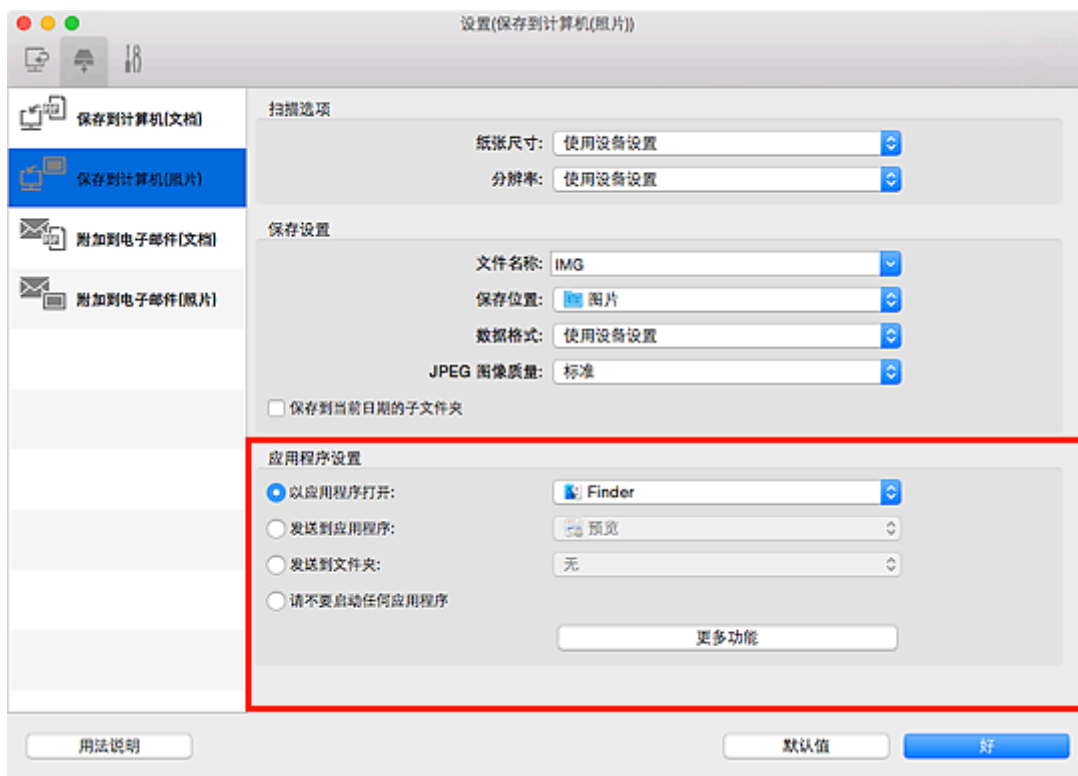 设置(保存到计算机(照片))
保存到计算机(文档)
保存到计算机(照片)
附加到电子邮件(文档)
附加到电子邮件(照片)
扫描选项
纸张尺寸: 使用设备设置
分辨率: 使用设备设置
保存设置
文件名称: IMG
保存位置: 图片
数据格式: 使用设备设置
JPEG 图像质量: 标准
保存到当前日期的子文件夹
应用程序设置
以应用程序打开: Finder
发送到应用程序: 预览
发送到文件夹: 无
请不要启动任何应用程序
更多功能
用法说明
默认值
好